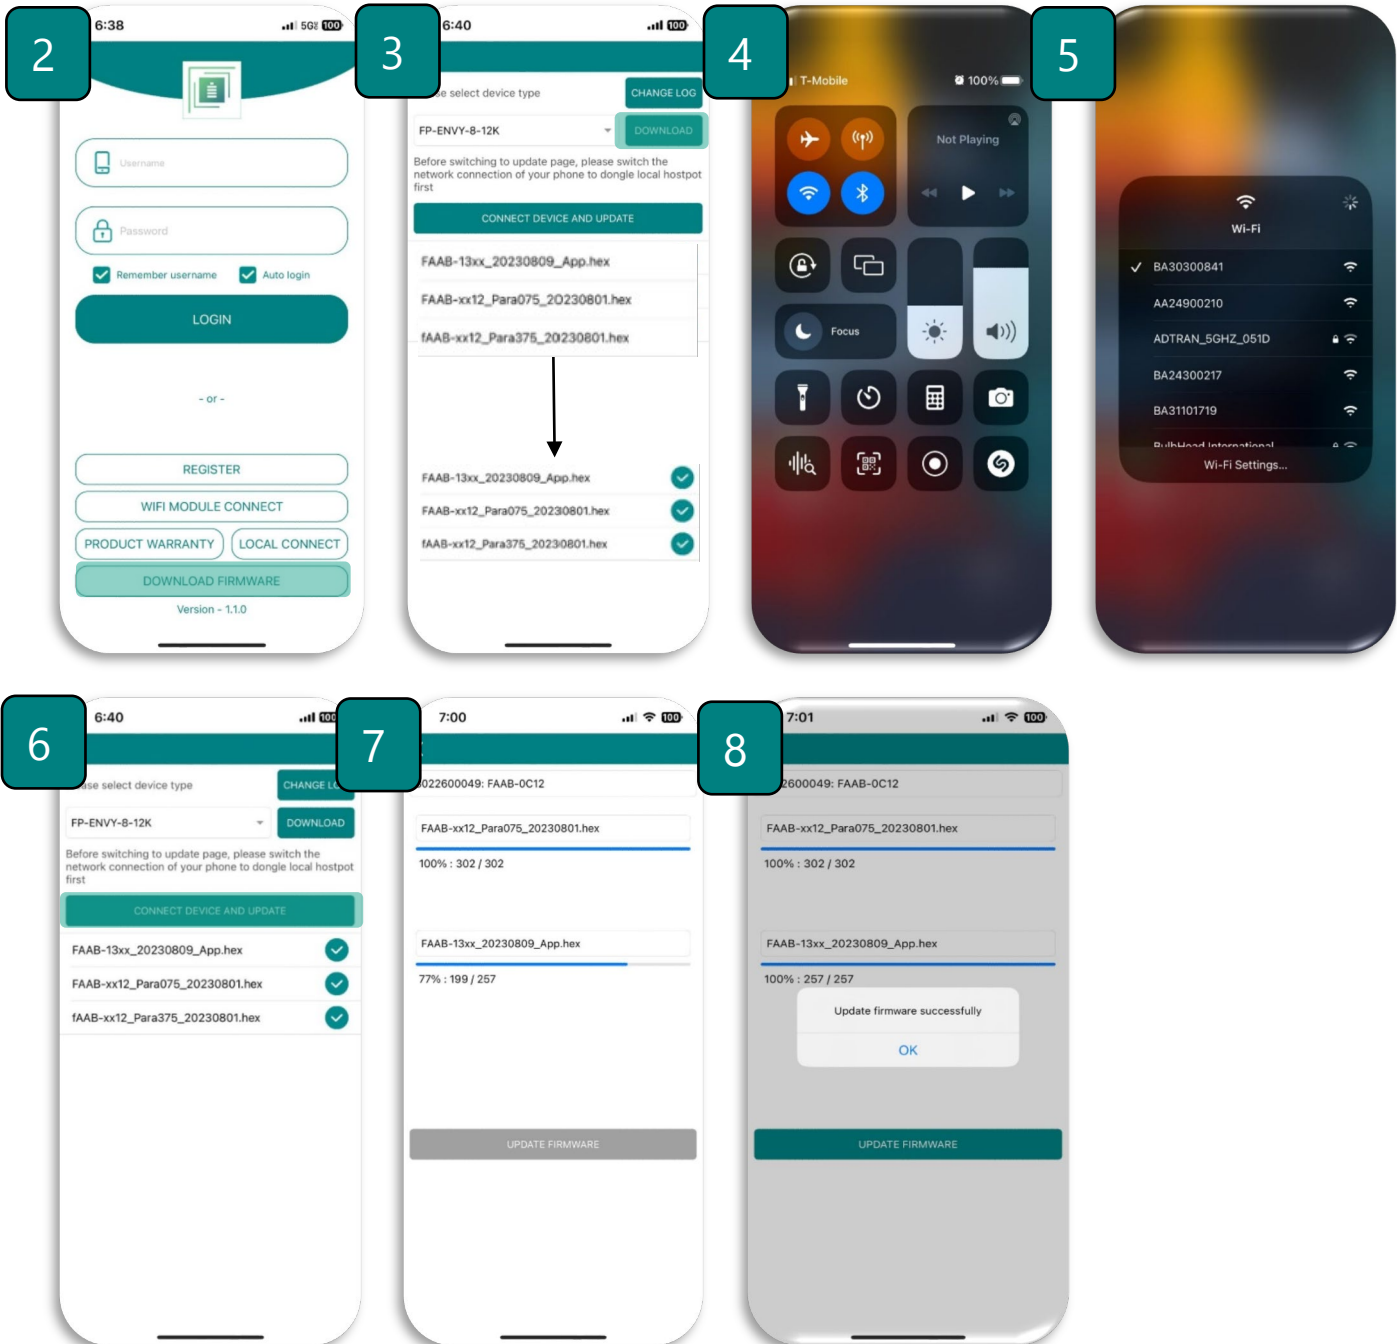 2
6:38
5G 100
Username
Password
Remember username
Auto login
LOGIN
- or -
REGISTER
WIFI MODULE CONNECT
PRODUCT WARRANTY
LOCAL CONNECT
DOWNLOAD FIRMWARE
Version - 1.1.0
3
6:40
100
select device type
CHANGE LOG
FP-ENVY-8-12K
DOWNLOAD
Before switching to update page, please switch the
network connection of your phone to dongle local hostpot
first
CONNECT DEVICE AND UPDATE
FAAB-13xx_20230809_App.hex
FAAB-xx12_Para075_20230801.hex
fAAB-xx12_Para375_20230801.hex
FAAB-13xx_20230809_App.hex
FAAB-xx12_Para075_20230801.hex
fAAB-xx12_Para375_20230801.hex
4
T-Mobile
100%
Not Playing
Focus
5
Wi-Fi
BA30300841
AA24900210
ADTRAN_5GHZ_051D
BA24300217
BA31101719
BulbHead International
Wi-Fi Settings...
6
6:40
100
select device type
CHANGE LO
FP-ENVY-8-12K
DOWNLOAD
Before switching to update page, please switch the
network connection of your phone to dongle local hostpot
first
CONNECT DEVICE AND UPDATE
FAAB-13xx_20230809_App.hex
FAAB-xx12_Para075_20230801.hex
fAAB-xx12_Para375_20230801.hex
7
7:00
100
022600049: FAAB-0C12
FAAB-xx12_Para075_20230801.hex
100% : 302 / 302
FAAB-13xx_20230809_App.hex
77% : 199 / 257
UPDATE FIRMWARE
8
7:01
100
2600049: FAAB-0C12
FAAB-xx12_Para075_20230801.hex
100% : 302 / 302
FAAB-13xx_20230809_App.hex
100% : 257 / 257
Update firmware successfully
OK
UPDATE FIRMWARE